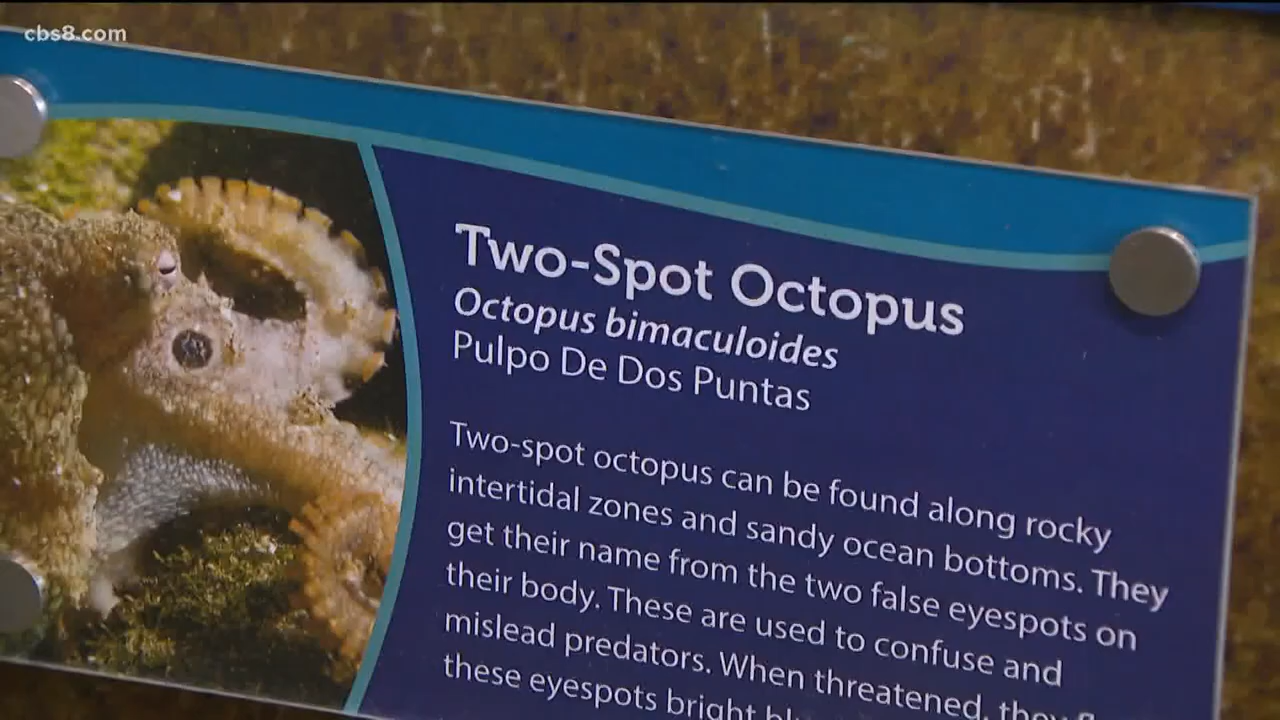 cbs8.com
Two-Spot Octopus
Octopus bimaculoides
Pulpo De Dos Puntas
Two-spot octopus can be found along rocky
intertidal zones and sandy ocean bottoms. They
get their name from the two false eyespots on
their body. These are used to confuse and
mislead predators. When threatened, they
these eyespots bright